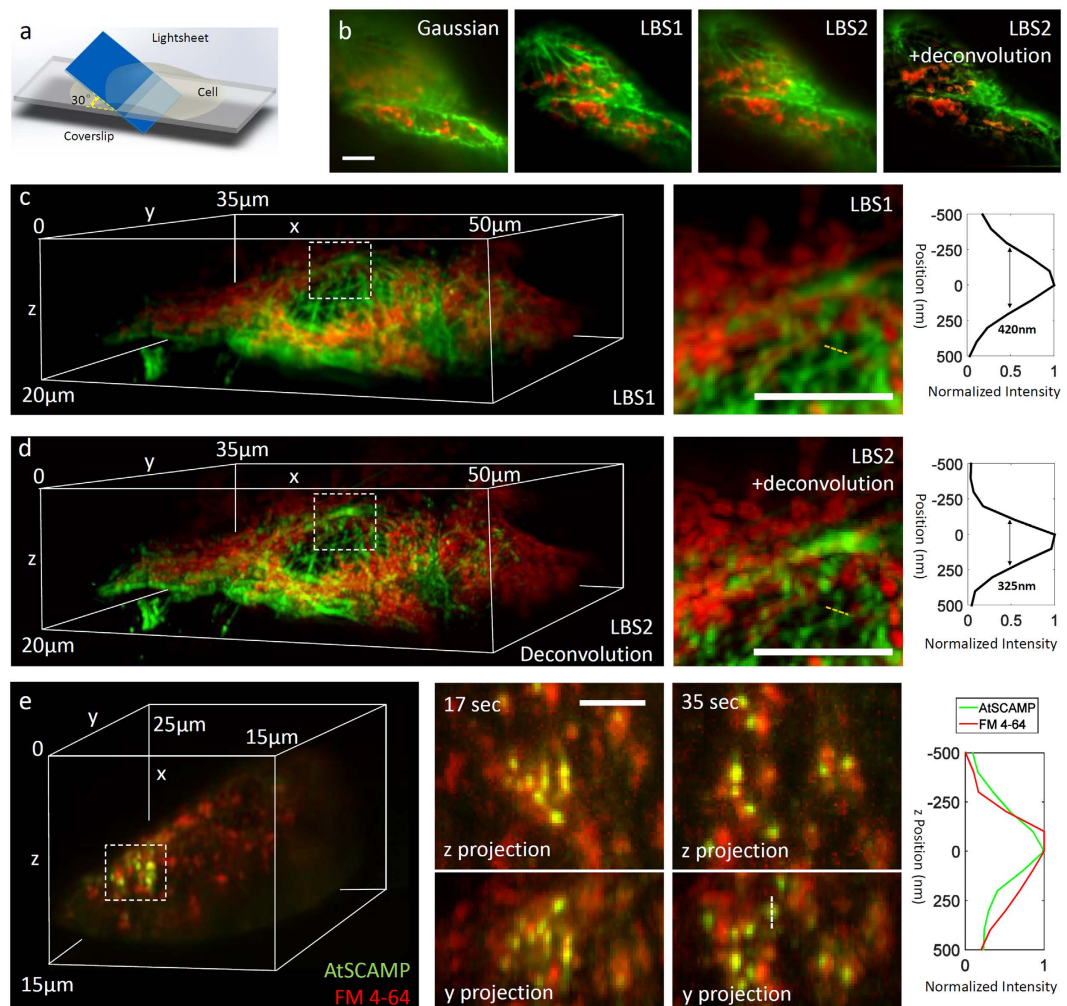 a
Lightsheet
Cell
30°
Coverslip
b
Gaussian
LBS1
LBS2
LBS2
+deconvolution
c
0
y
35μm
x
50μm
z
20μm
LBS1
LBS1
-500
-250
0
250
500
Position (nm)
420nm
0
0.5
1
Normalized Intensity
d
0
y
35μm
x
50μm
z
20μm
LBS2
Deconvolution
LBS2
+deconvolution
-500
-250
0
250
500
Position (nm)
325nm
0
0.5
1
Normalized Intensity
e
0
y
25μm
15μm
x
z
15μm
AtSCAMP
FM 4-64
17 sec
z projection
y projection
35 sec
z projection
y projection
AtSCAMP
FM 4-64
-500
-250
0
250
500
z Position (nm)
0
0.5
1
Normalized Intensity